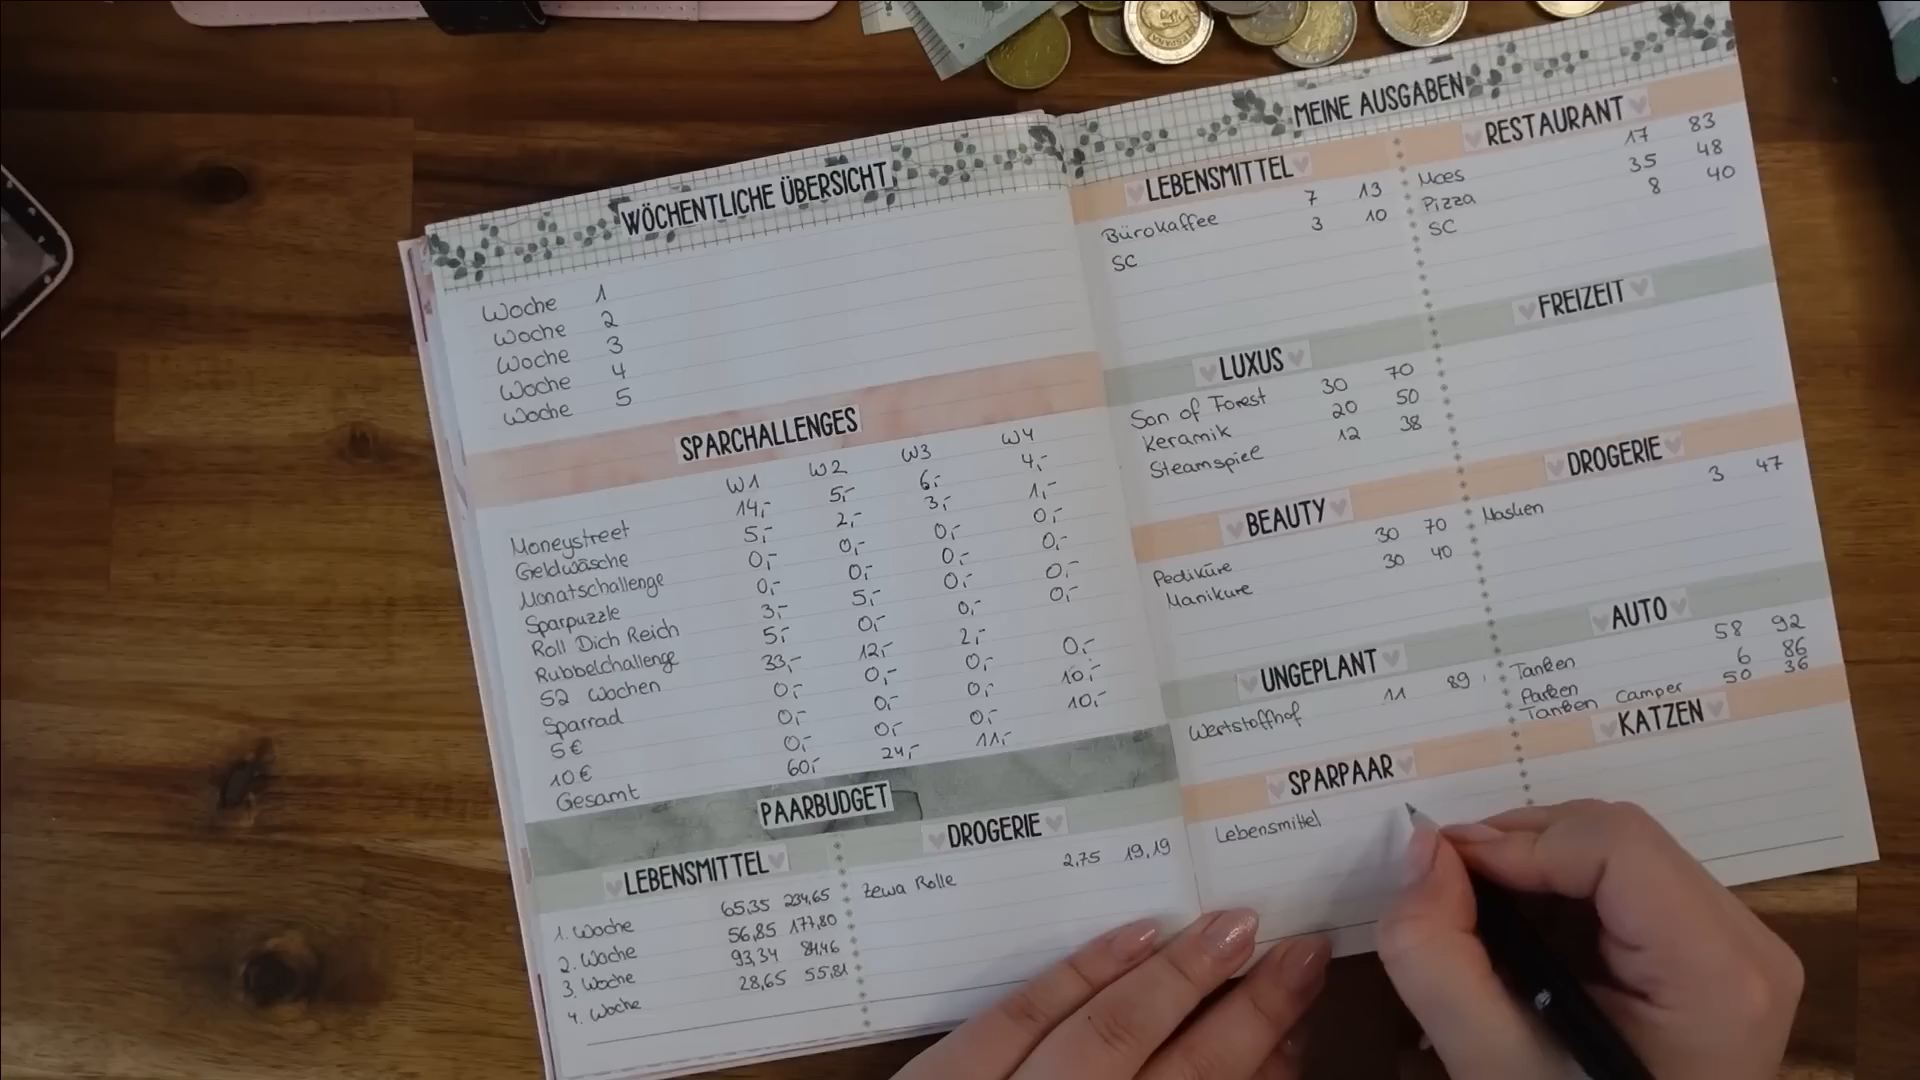 WÖCHENTLICHE ÜBERSICHT
Woche 1
Woche 2
Woche 3
Woche 4
Woche 5
SPARCHALLENGES
W1 W2 W3 W4
Moneystreet 14,- 5,- 6,- 4,-
Geldwäsche 5,- 2,- 3,- 1,-
Monatschallenge 0,- 0,- 0,- 0,-
Sparpuzzle 0,- 0,- 0,- 0,-
Roll Dich Reich 3,- 5,- 0,- 0,-
Rubbelchallenge 5,- 0,- 0,- 0,-
52 Wochen 33,- 12,- 2,-
Sparrad 0,- 0,- 0,- 0,-
5€ 0,- 0,- 0,- 10,-
10€ 0,- 0,- 0,- 10,-
Gesamt 60,- 24,- 11,-
PAARBUDGET
LEBENSMITTEL
1. Woche 65,35 234,65
2. Woche 56,85 177,80
3. Woche 93,34 84,46
4. Woche 28,65 55,81
DROGERIE
Zewa Rolle 2,75 19,19
MEINE AUSGABEN
LEBENSMITTEL
Bürokaffee 7 13
SC 3 10
RESTAURANT
Moes 17 83
Pizza 35 48
SC 8 40
LUXUS
Son of Forest 30 70
Keramik 20 50
Steamspiel 12 38
FREIZEIT
BEAUTY
Pediküre 30 70
Maniküre 30 40
DROGERIE
Masken 3 47
UNGEPLANT
Wertstoffhof 11 89
AUTO
Tanken 58 92
Parken 6 86
Tanken Camper 50 36
SPARPAAR
Lebensmittel
KATZEN